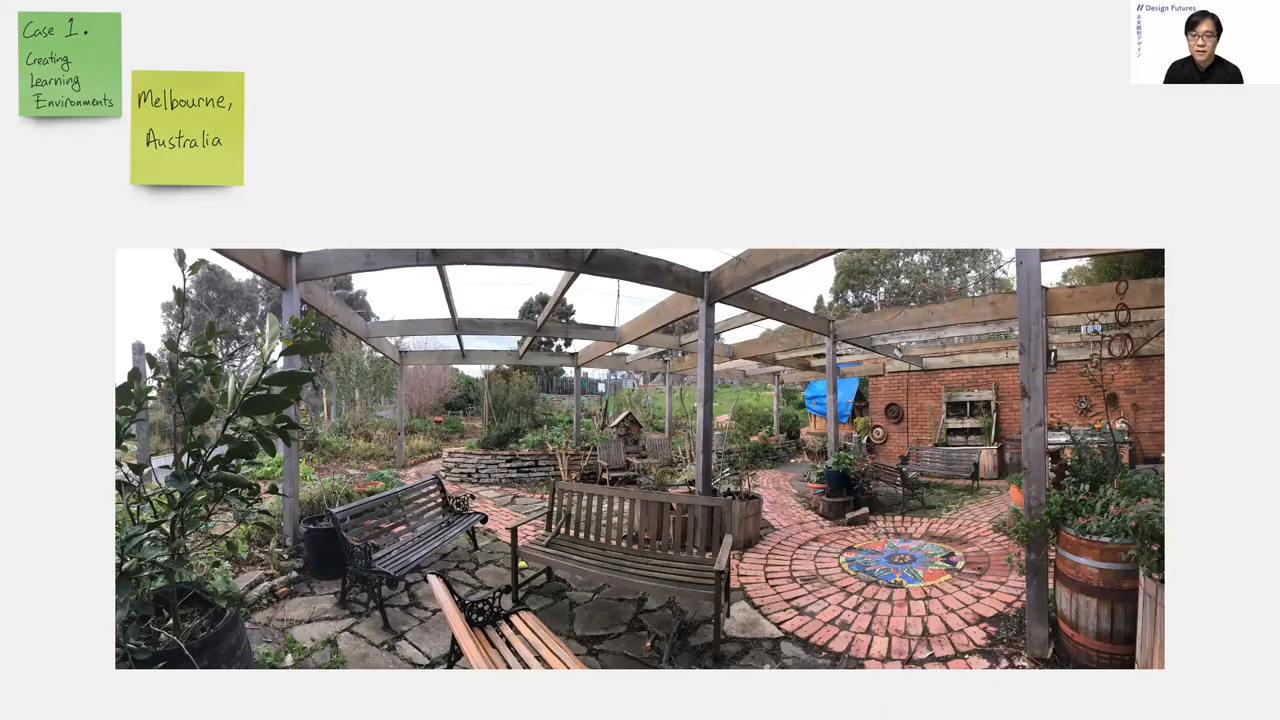 Case 1.
Creating
Learning
Environments
Melbourne,
Australia
Design Futures